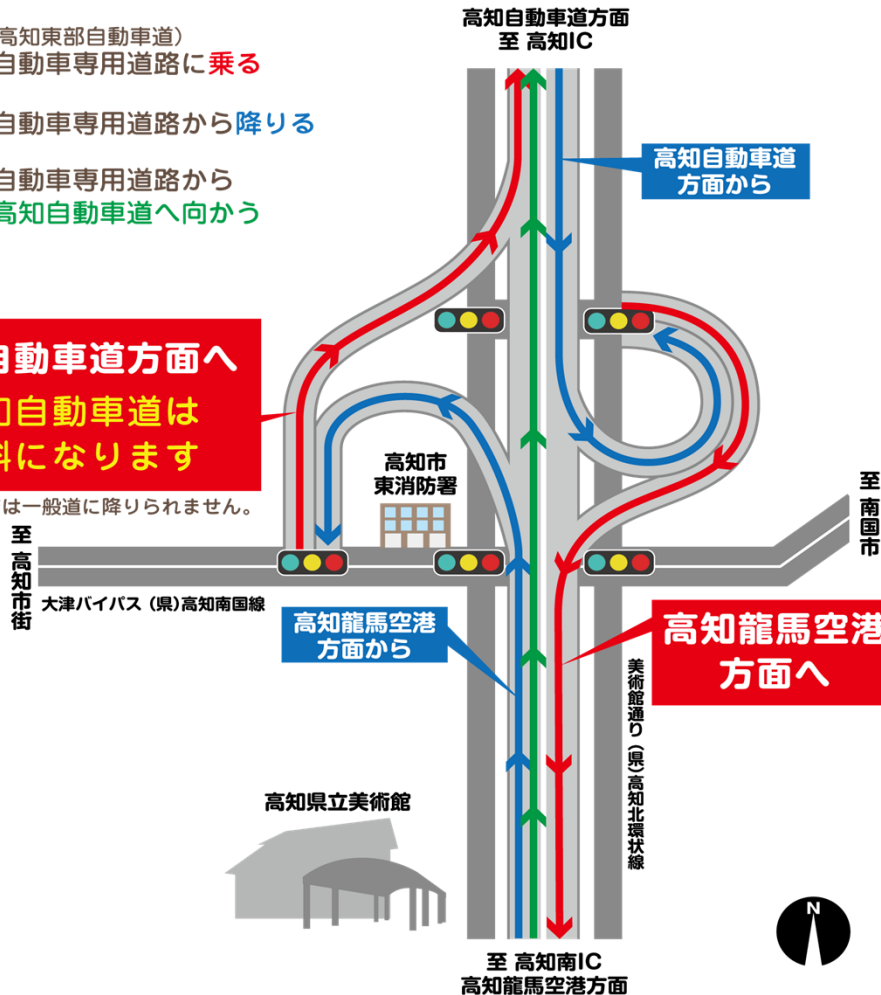 高知東部自動車道）
自動車専用道路に乗る
自動車専用道路から降りる
自動車専用道路から
高知自動車道へ向かう
高知自動車道方面
至 高知IC
高知自動車道
方面から
自動車道方面へ
自動車道は
料になります
は一般道に降りられません。
高知市
東消防署
至 高知市街
大津バイパス（県）高知南国線
至 南国市
高知龍馬空港
方面から
高知龍馬空港
方面へ
美術館通り（県）高知北環状線
高知県立美術館
N
至 高知南IC
高知龍馬空港方面